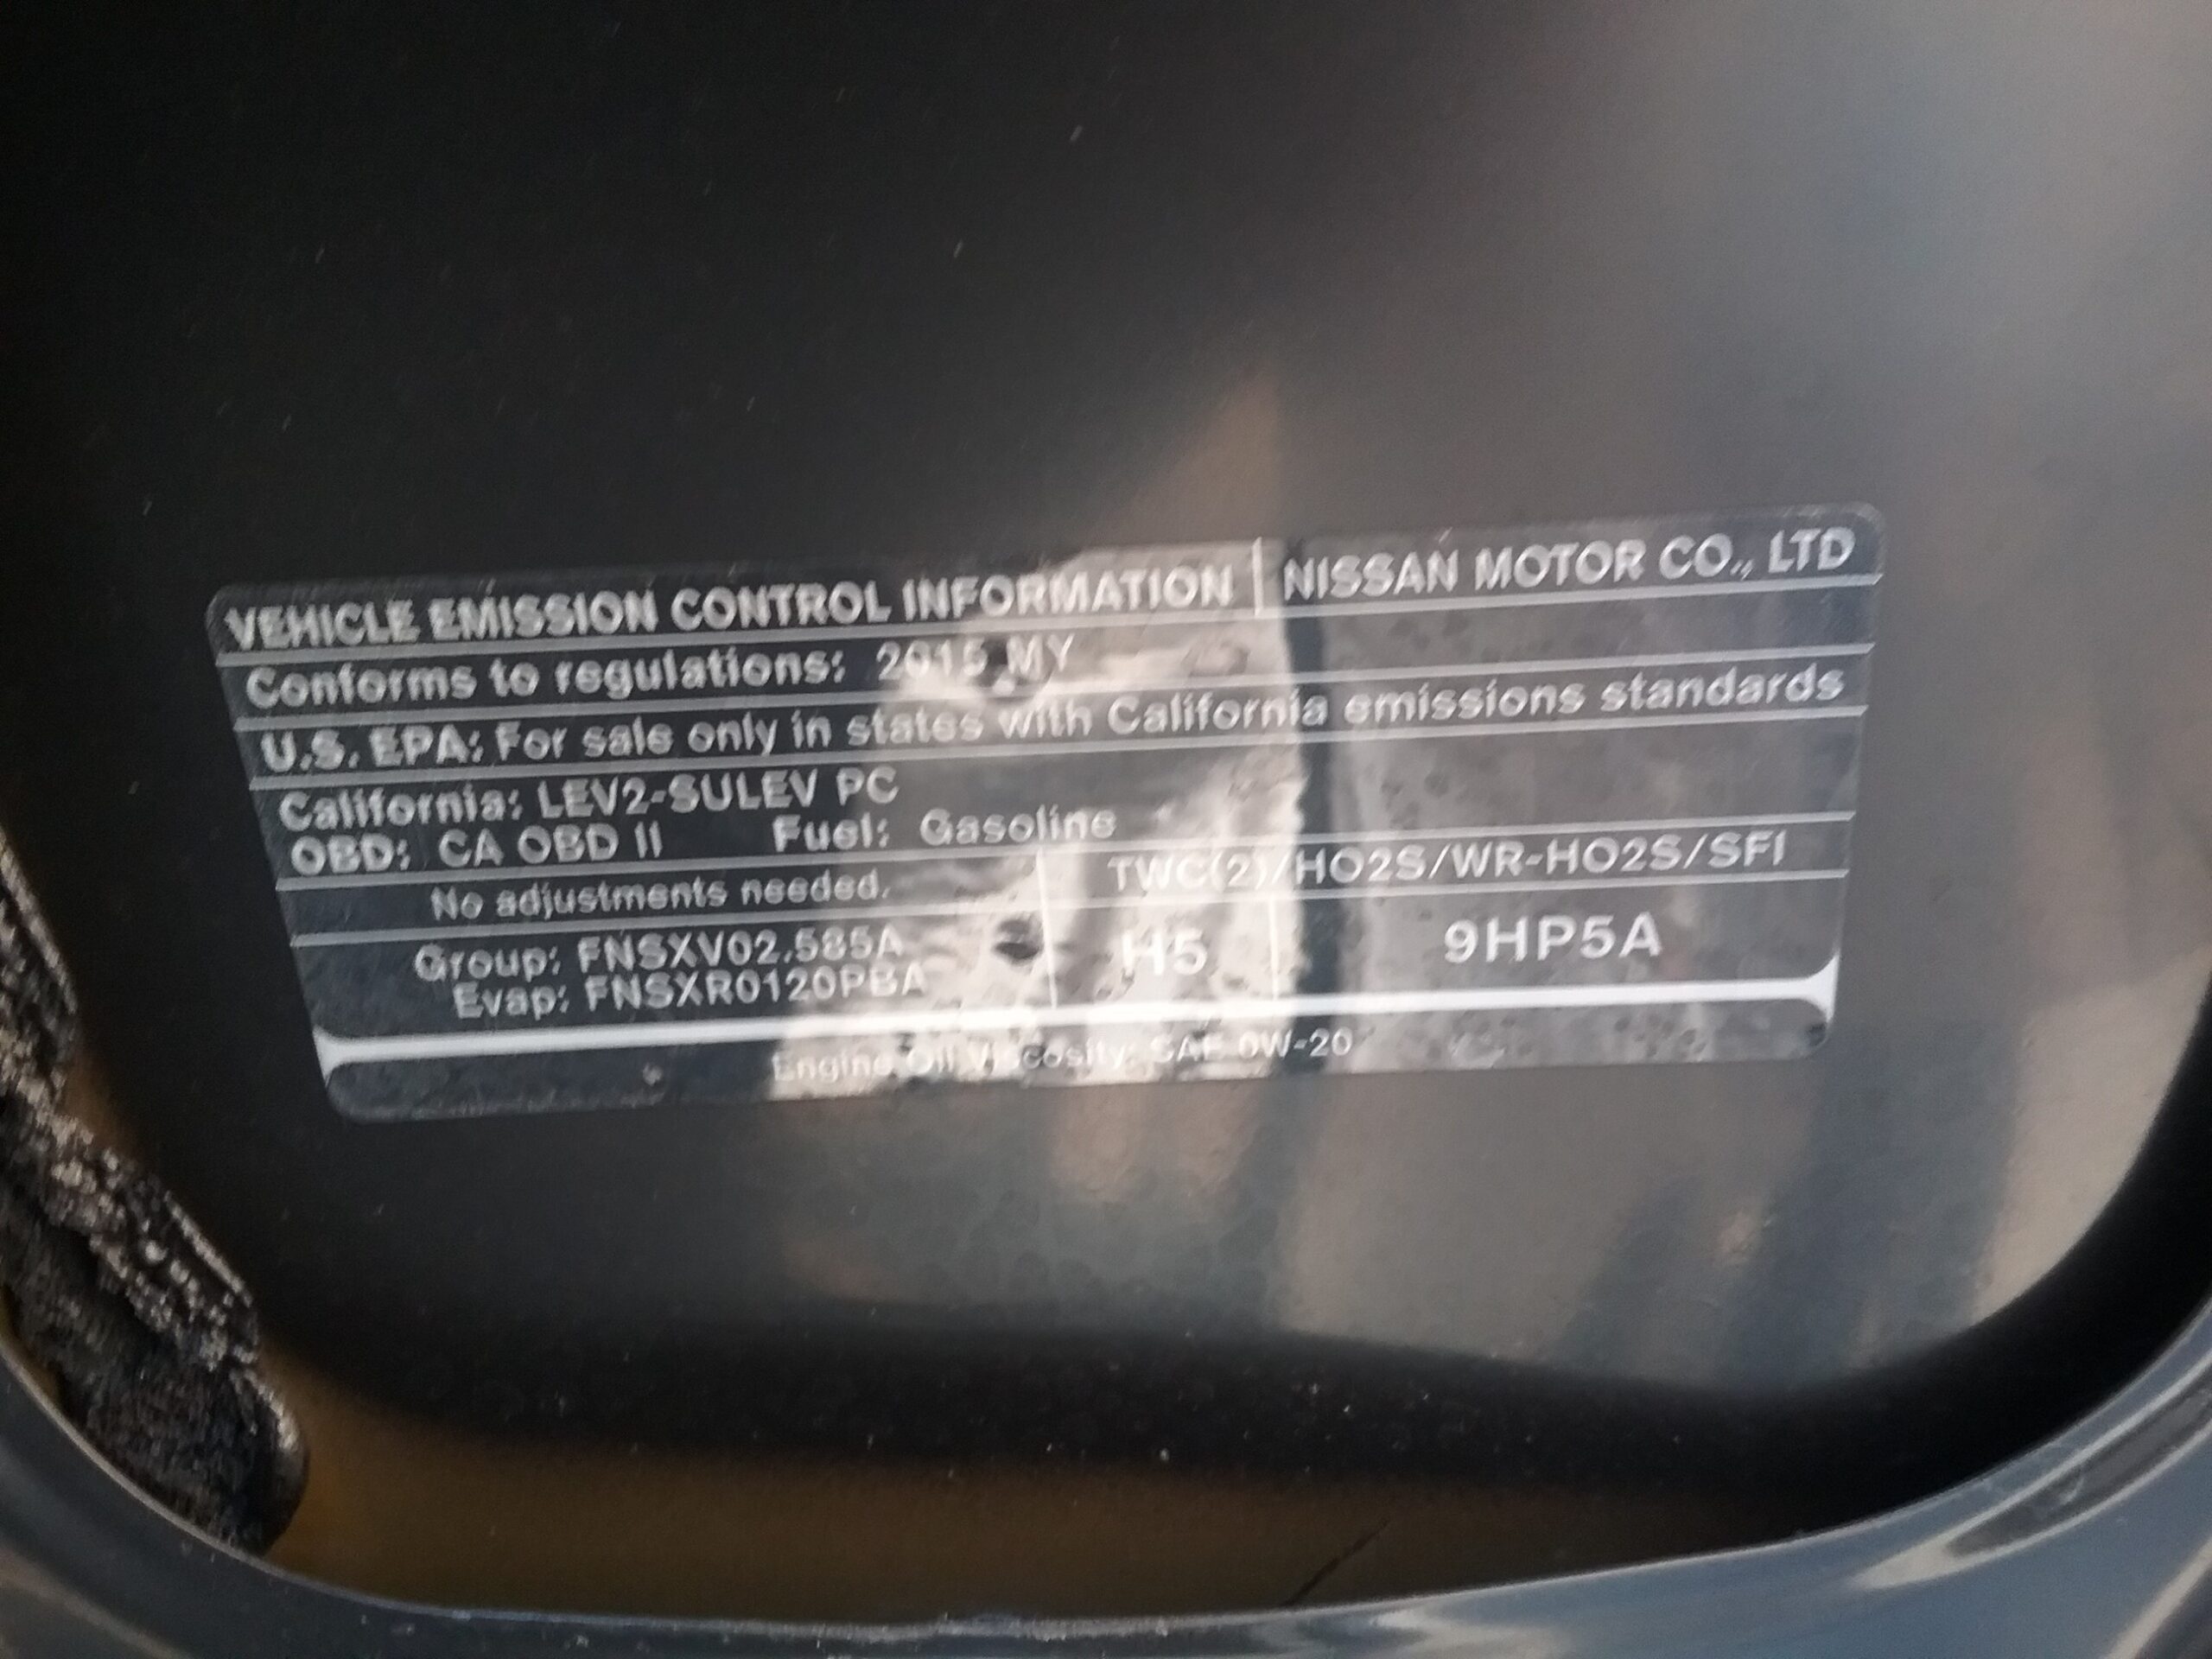 VEHICLE EMISSION CONTROL INFORMATION NISSAN MOTOR CO., LTD
Conforms to regulations: 2015 MY
U.S. EPA: For sale only in states with California emissions standards
California: LEV2-SULEV PC
OBD: CA OBD II Fuel: Gasoline
No adjustments needed. TWC(2)/HO2S/WR-HO2S/SFI
Group: FNSXV02.585A H5 9HP5A
Evap: FNSXR0120PBA
Engine Oil Viscosity: SAE 0W-20